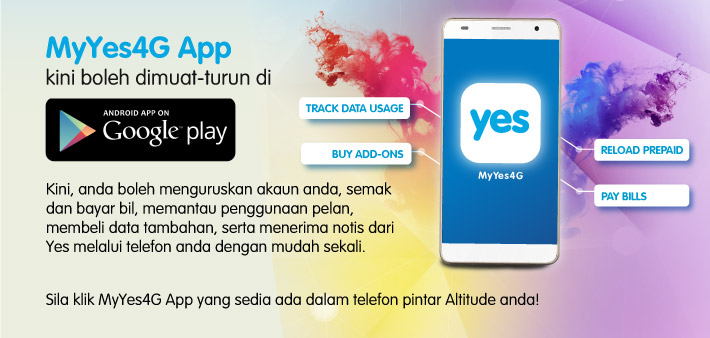 MyYes4G App
kini boleh dimuat-turun di
ANDROID APP ON
Google play
Kini, anda boleh menguruskan akaun anda, semak
dan bayar bil, memantau penggunaan pelan,
membeli data tambahan, serta menerima notis dari
Yes melalui telefon anda dengan mudah sekali.
Sila klik MyYes4G App yang sedia ada dalam telefon pintar Altitude anda!
TRACK DATA USAGE
BUY ADD-ONS
yes
MyYes4G
RELOAD PREPAID
PAY BILLS